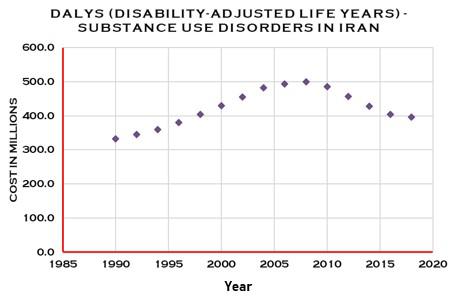 DALYS (DISABILITY-ADJUSTED LIFE YEARS) -
SUBSTANCE USE DISORDERS IN IRAN
600.0
500.0
400.0
300.0
200.0
100.0
0.0
COST IN MILLIONS
1985 1990 1995 2000 2005 2010 2015 2020
Year